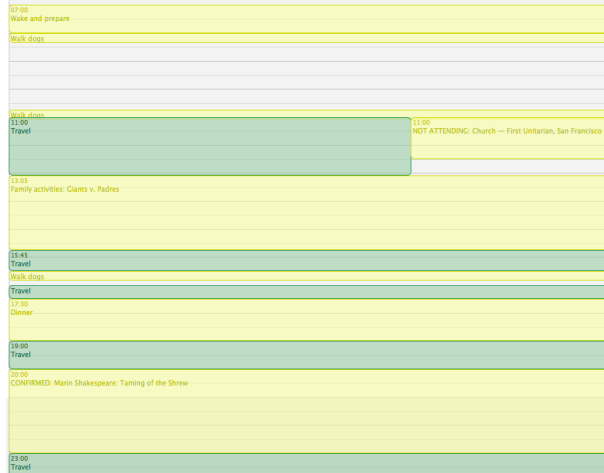 07:00
Wake and prepare
Walk dogs
Walk dogs
11:00
Travel
11:00
NOT ATTENDING: Church — First Unitarian, San Francisco
13:05
Family activities: Giants v. Padres
15:45
Travel
Walk dogs
Travel
17:30
Dinner
19:00
Travel
20:00
CONFIRMED: Marin Shakespeare: Taming of the Shrew
23:00
Travel